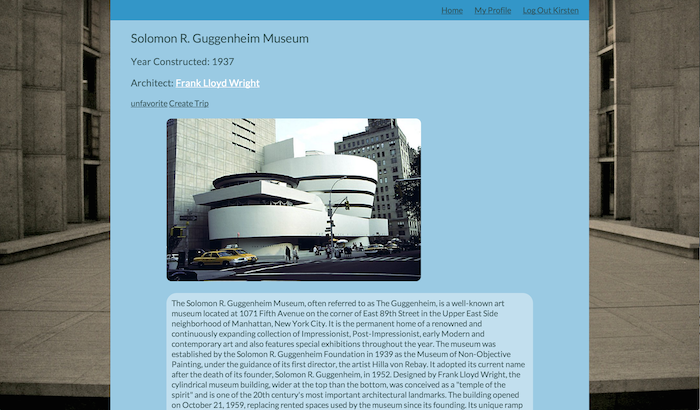 Home My Profile Log Out Kirsten
Solomon R. Guggenheim Museum
Year Constructed: 1937
Architect: Frank Lloyd Wright
unfavorite Create Trip
The Solomon R. Guggenheim Museum, often referred to as The Guggenheim, is a well-known art
museum located at 1071 Fifth Avenue on the corner of East 89th Street in the Upper East Side
neighborhood of Manhattan, New York City. It is the permanent home of a renowned and
continuously expanding collection of Impressionist, Post-Impressionist, early Modern and
contemporary art and also features special exhibitions throughout the year. The museum was
established by the Solomon R. Guggenheim Foundation in 1939 as the Museum of Non-Objective
Painting, under the guidance of its first director, the artist Hilla von Rebay. It adopted its current name
after the death of its founder, Solomon R. Guggenheim, in 1952. Designed by Frank Lloyd Wright, the
cylindrical museum building, wider at the top than the bottom, was conceived as a "temple of the
spirit" and is one of the 20th century's most important architectural landmarks. The building opened
on October 21, 1959, replacing rented spaces used by the museum since its founding. Its unique ramp